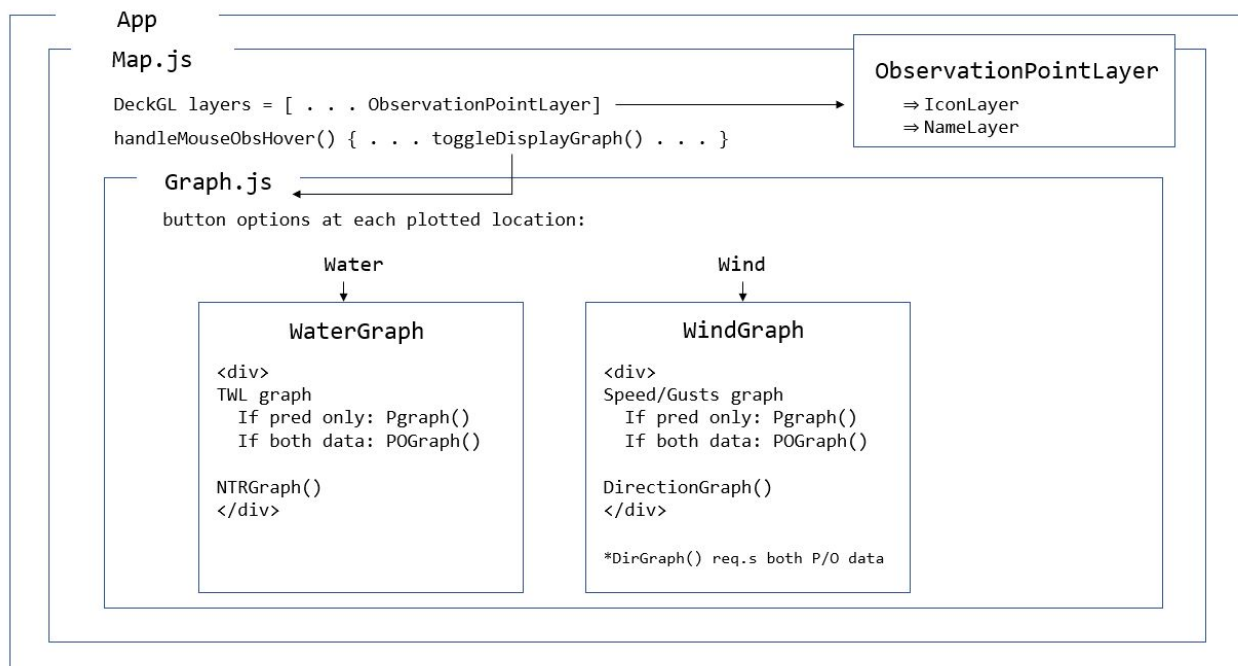 App
Map.js
DeckGL layers = [ . . . ObservationPointLayer]
handleMouseObsHover() { . . . toggleDisplayGraph() . . . }
ObservationPointLayer
⇒ IconLayer
⇒ NameLayer
Graph.js
button options at each plotted location:
Water
WaterGraph
<div>
TWL graph
If pred only: Pgraph()
If both data: POGraph()
NTRGraph()
</div>
Wind
WindGraph
<div>
Speed/Gusts graph
If pred only: Pgraph()
If both data: POGraph()
DirectionGraph()
</div>
*DirGraph() req.s both P/O data